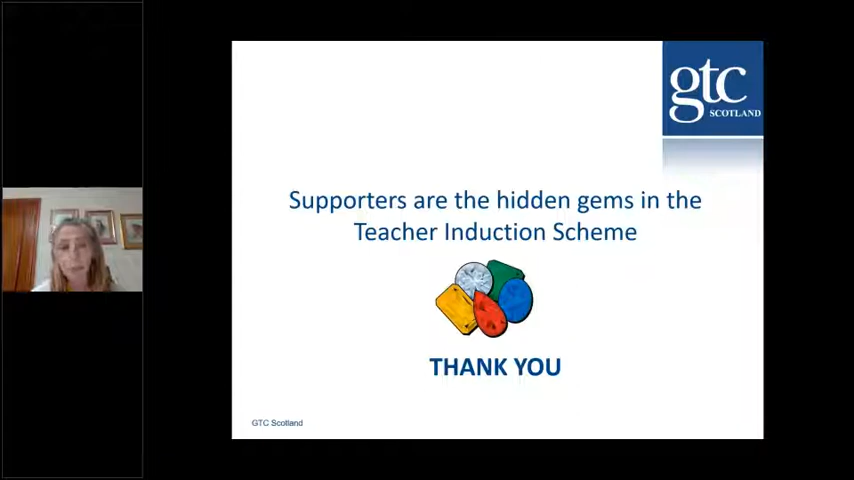 gtc
SCOTLAND
Supporters are the hidden gems in the
Teacher Induction Scheme
THANK YOU
GTC Scotland